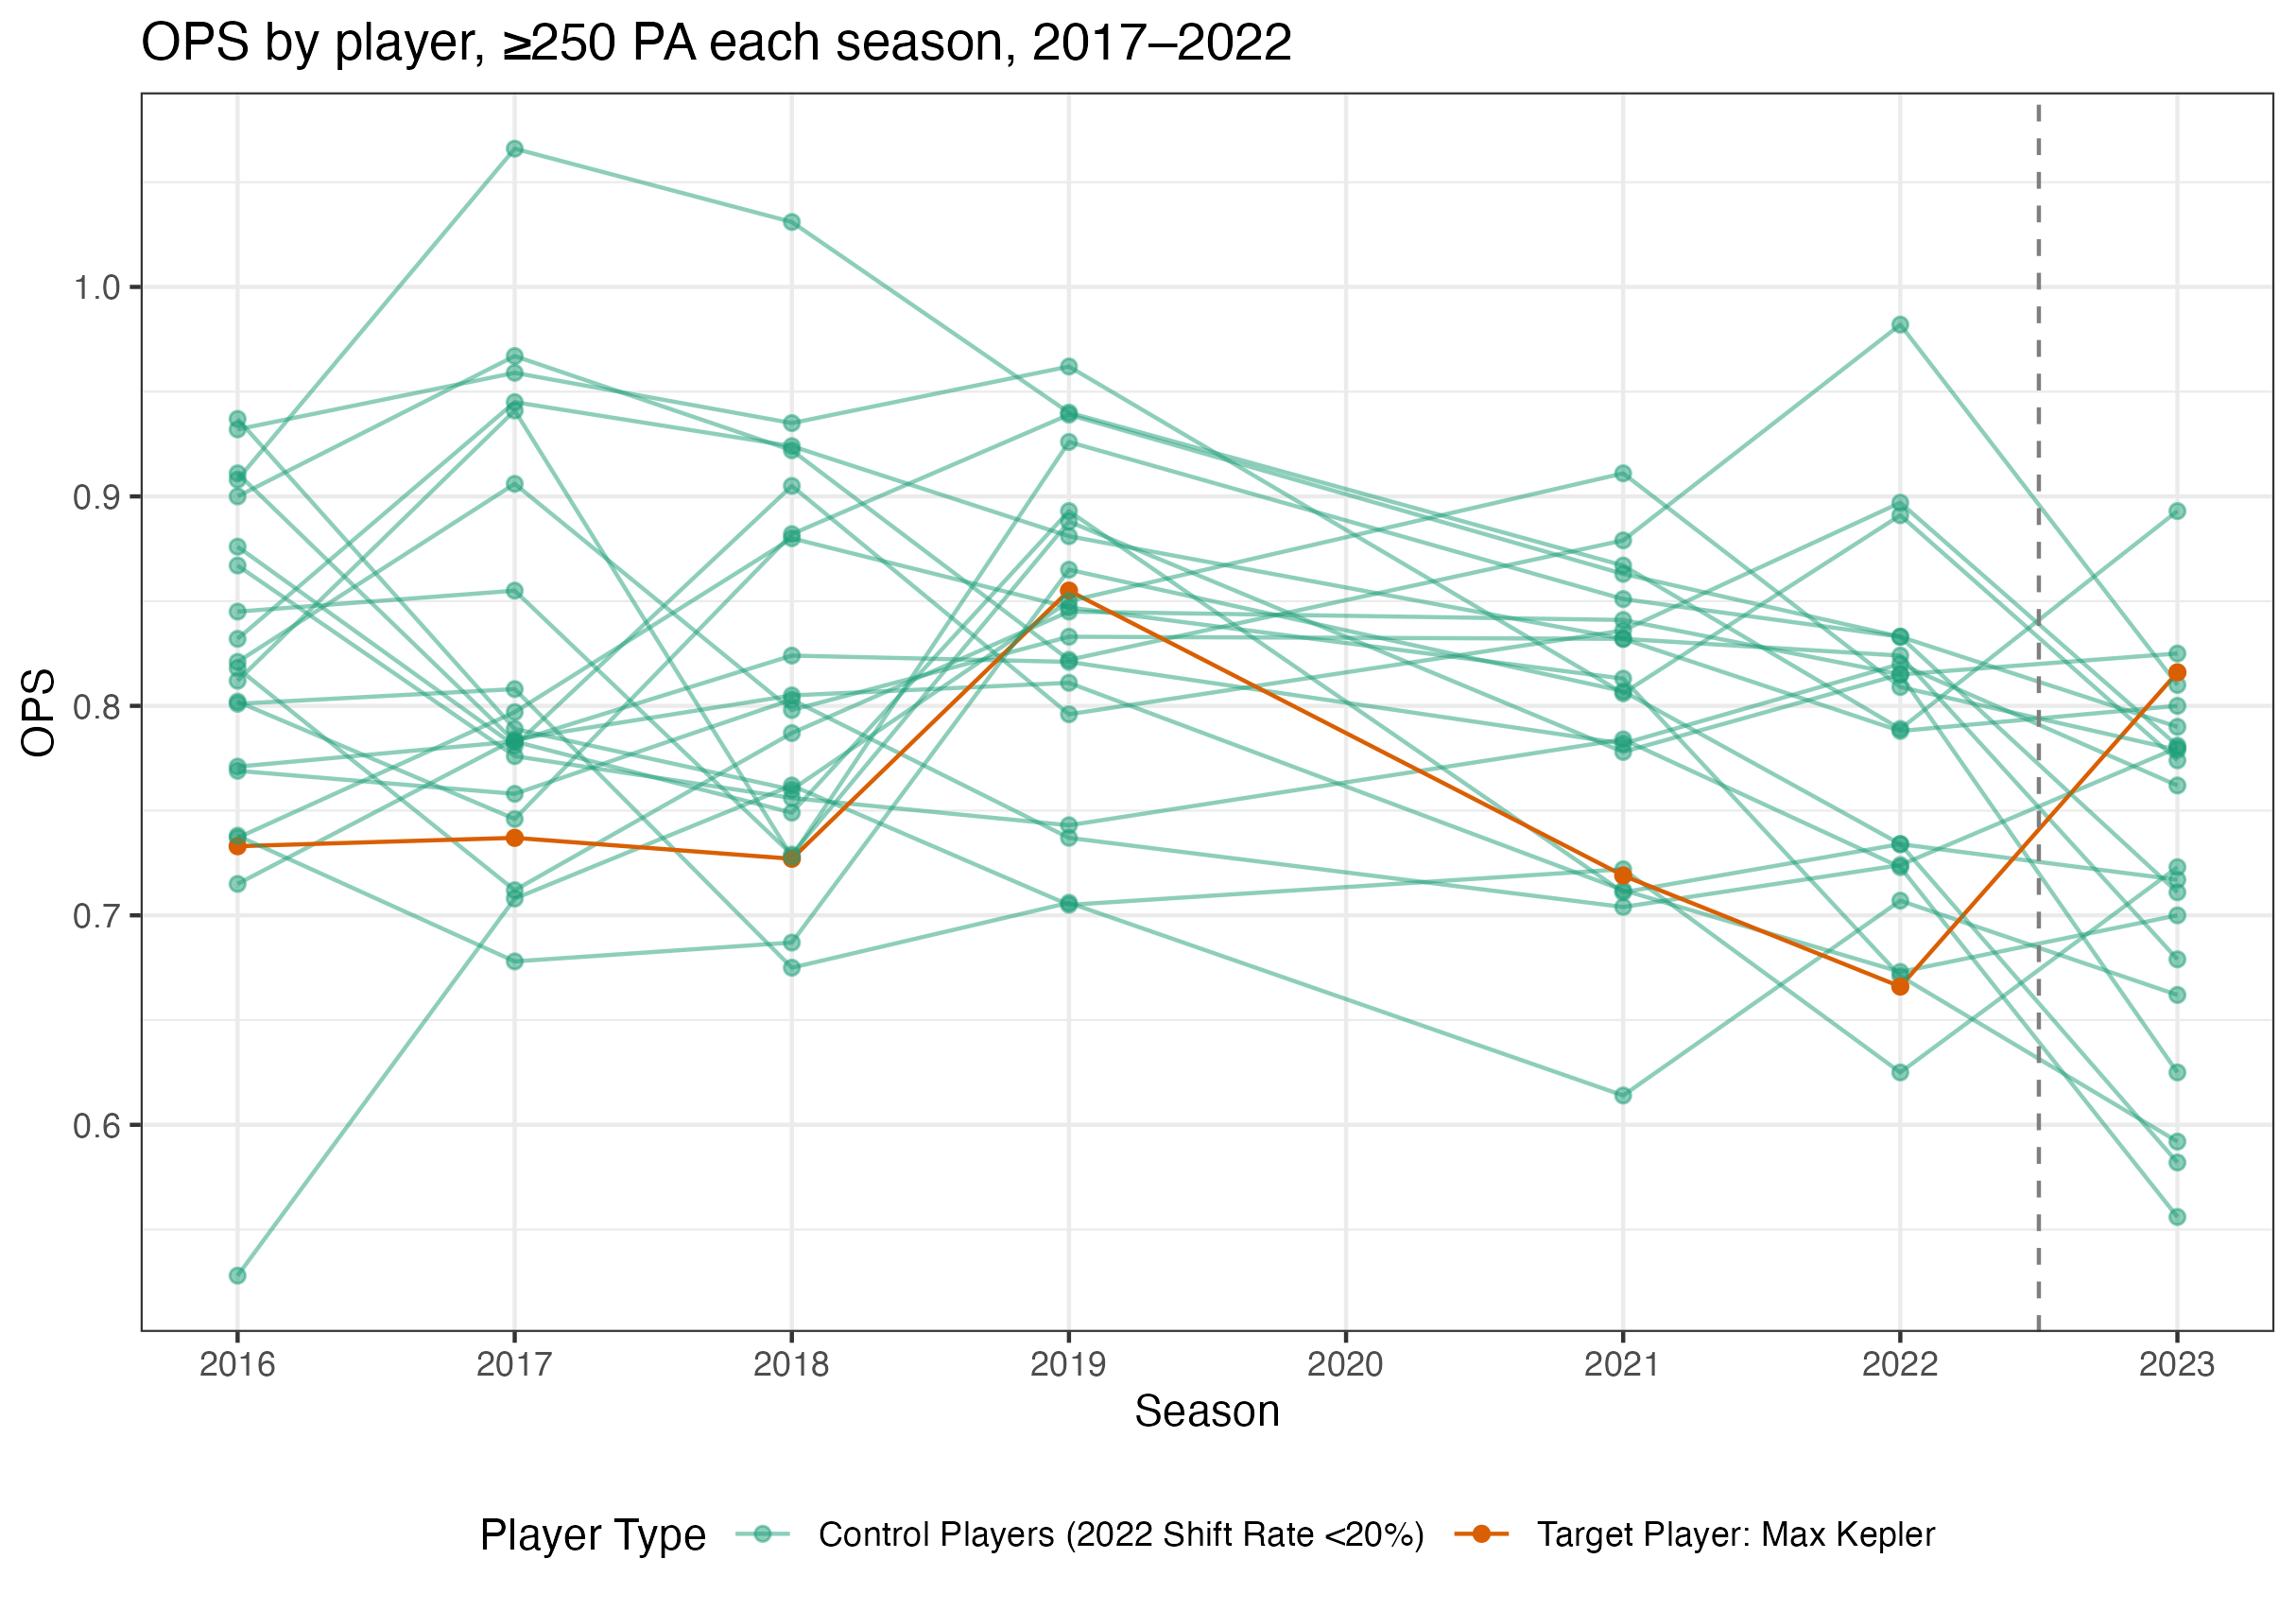 OPS by player, ≥250 PA each season, 2017–2022
OPS
1.0
0.9
0.8
0.7
0.6
2016 2017 2018 2019 2020 2021 2022 2023
Season
Player Type Control Players (2022 Shift Rate <20%) Target Player: Max Kepler